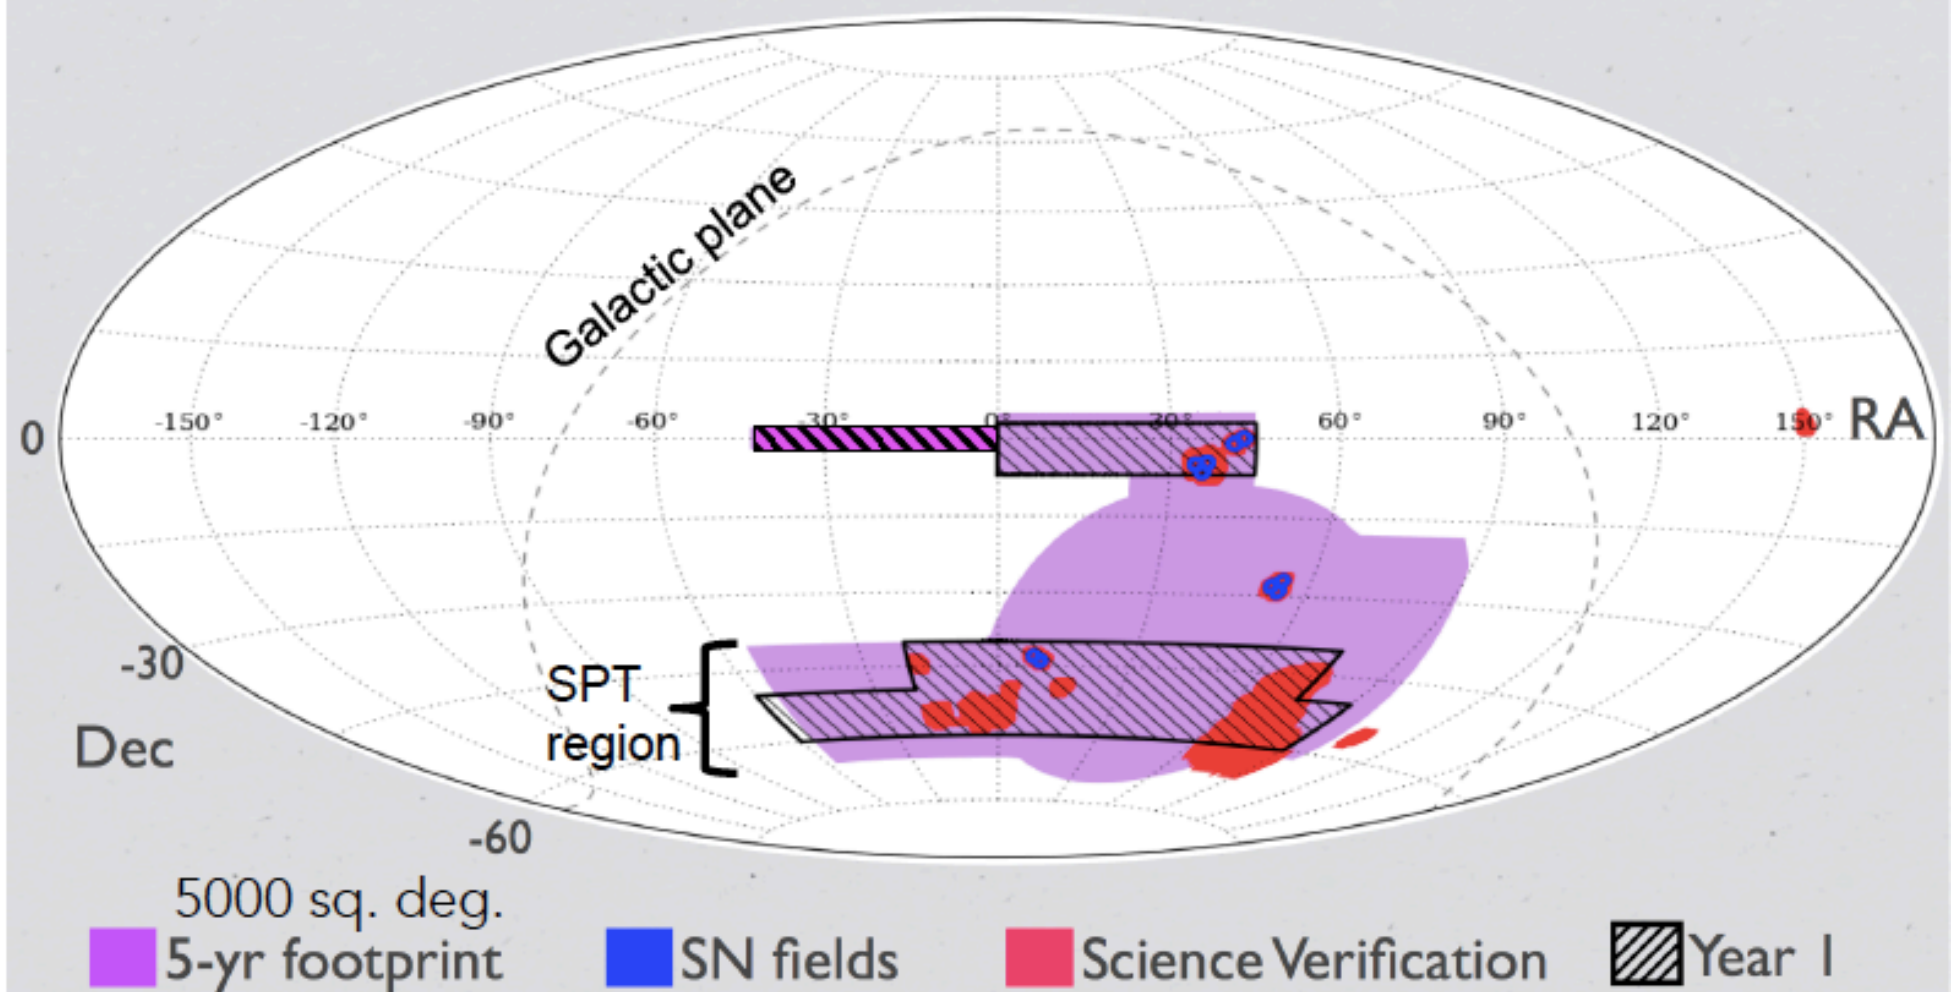 Galactic plane
-150° -120° -90° -60° -30° 0° 30° 60° 90° 120° 150° RA
0
-30
SPT
region
Dec
-60
5000 sq. deg.
5-yr footprint SN fields Science Verification Year 1